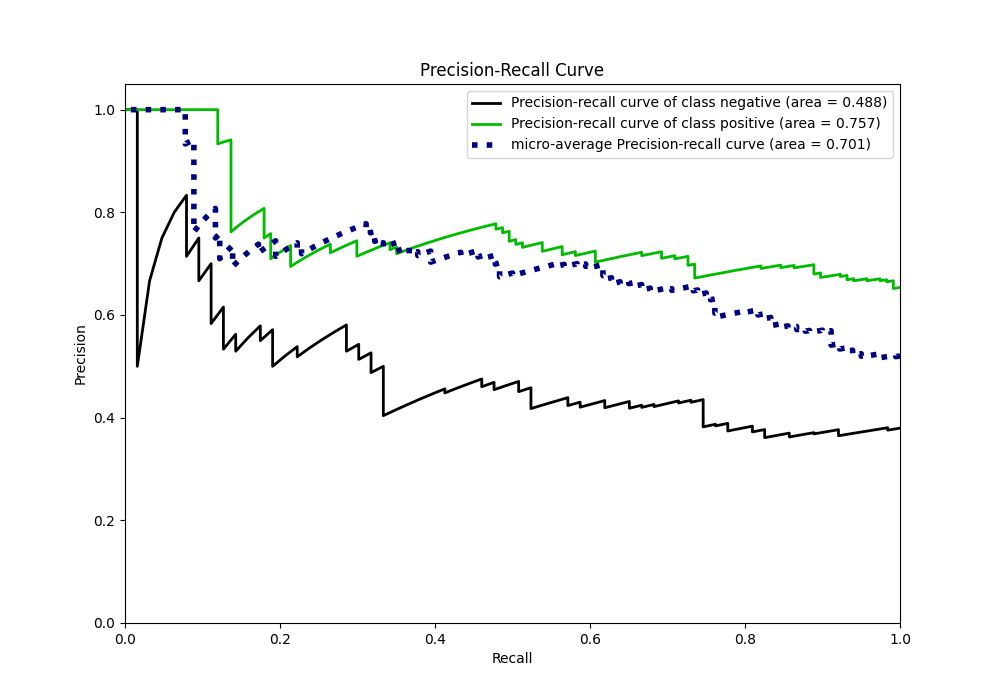 Precision-Recall Curve
Precision-recall curve of class negative (area = 0.488)
Precision-recall curve of class positive (area = 0.757)
micro-average Precision-recall curve (area = 0.701)
Precision
1.0
0.8
0.6
0.4
0.2
0.0
0.0 0.2 0.4 0.6 0.8 1.0
Recall